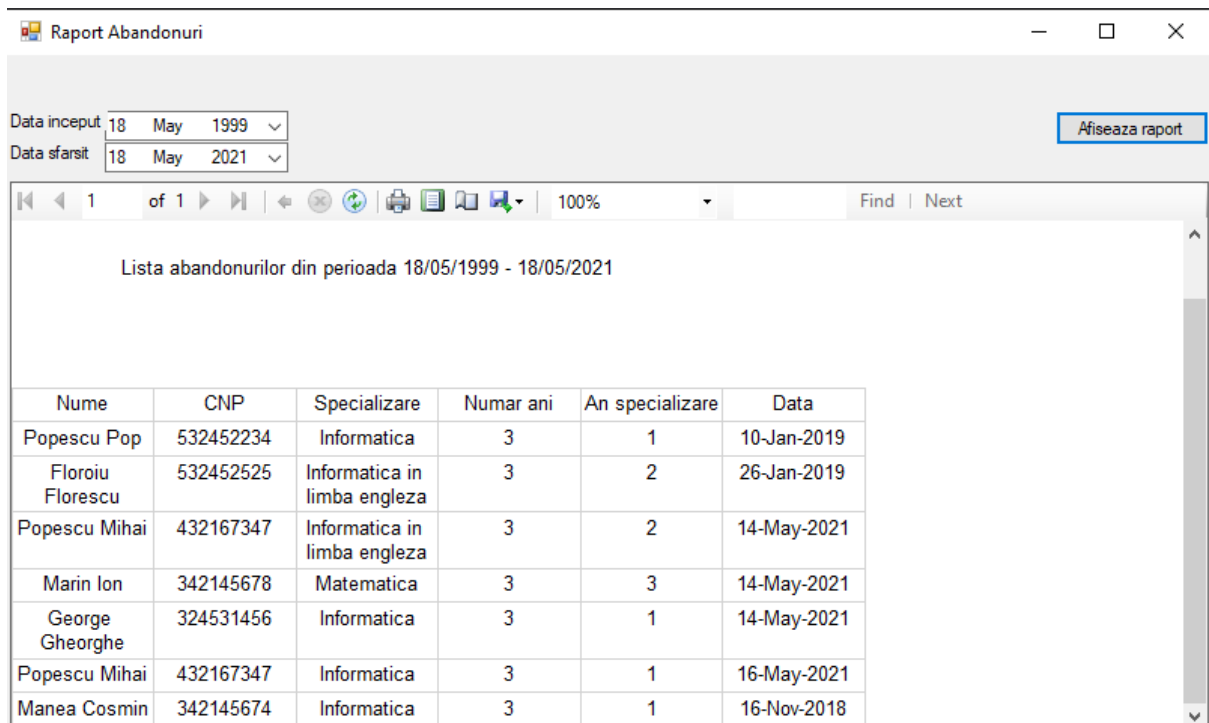 Raport Abandonuri
Data inceput 18 May 1999
Afiseaza raport
Data sfarsit 18 May 2021
1 of 1 100% Find | Next
Lista abandonurilor din perioada 18/05/1999 - 18/05/2021
Nume CNP Specializare Numar ani An specializare Data
Popescu Pop 532452234 Informatica 3 1 10-Jan-2019
Floroiu 532452525 Informatica in 3 2 26-Jan-2019
Florescu limba engleza
Popescu Mihai 432167347 Informatica in 3 2 14-May-2021
limba engleza
Marin Ion 342145678 Matematica 3 3 14-May-2021
George 324531456 Informatica 3 1 14-May-2021
Gheorghe
Popescu Mihai 432167347 Informatica 3 1 16-May-2021
Manea Cosmin 342145674 Informatica 3 1 16-Nov-2018